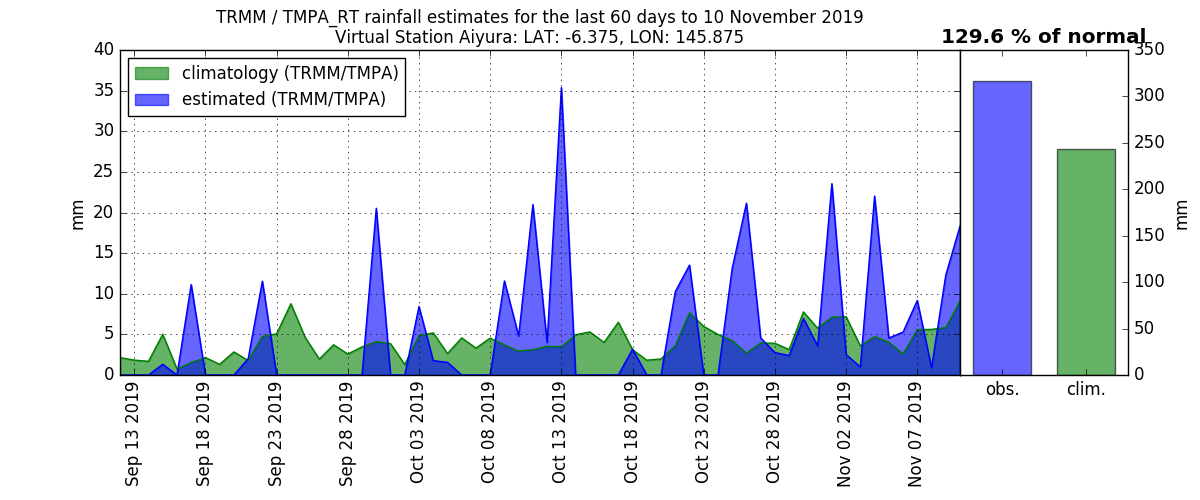 TRMM / TMPA_RT rainfall estimates for the last 60 days to 10 November 2019
Virtual Station Aiyura: LAT: -6.375, LON: 145.875
129.6 % of normal
climatology (TRMM/TMPA)
estimated (TRMM/TMPA)
40
35
30
25
20
15
10
5
0
mm
Sep 13 2019
Sep 18 2019
Sep 23 2019
Sep 28 2019
Oct 03 2019
Oct 08 2019
Oct 13 2019
Oct 18 2019
Oct 23 2019
Oct 28 2019
Nov 02 2019
Nov 07 2019
350
300
250
200
150
100
50
0
mm
obs.
clim.